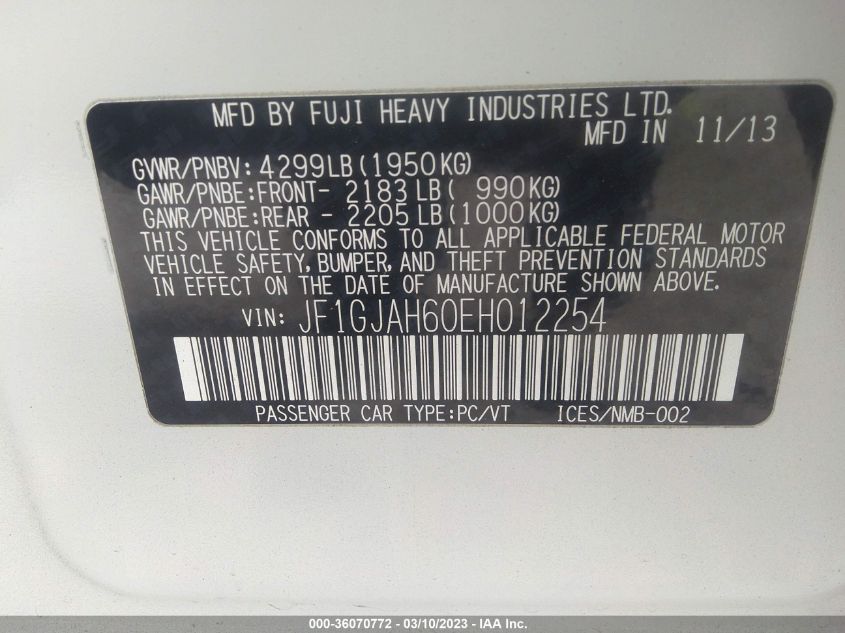 MFD BY FUJI HEAVY INDUSTRIES LTD.
MFD IN 11/13
GVWR/PNBV: 4299LB (1950KG)
GAWR/PNBE:FRONT- 2183 LB ( 990KG)
GAWR/PNBE:REAR - 2205 LB (1000KG)
THIS VEHICLE CONFORMS TO ALL APPLICABLE FEDERAL MOTOR
VEHICLE SAFETY, BUMPER, AND THEFT PREVENTION STANDARDS
IN EFFECT ON THE DATE OF MANUFACTURE SHOWN ABOVE.
VIN: JF1GJAH60EH012254
PASSENGER CAR TYPE:PC/VT ICES/NMB-002
000-36070772 - 03/10/2023 - IAA Inc.